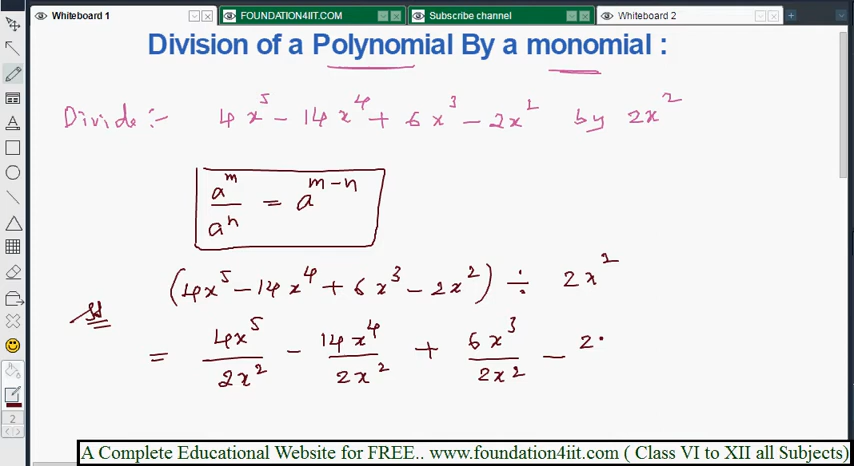 Whiteboard 1 FOUNDATION4IIT.COM Subscribe channel Whiteboard 2
Division of a Polynomial By a monomial :
Divide :- 4x⁵ - 14x⁴ + 6x³ - 2x² by 2x²
aᵐ/aⁿ = aᵐ⁻ⁿ
(4x⁵ - 14x⁴ + 6x³ - 2x²) ÷ 2x²
= 4x⁵/2x² - 14x⁴/2x² + 6x³/2x² - 2
2
A Complete Educational Website for FREE.. www.foundation4iit.com ( Class VI to XII all Subjects)